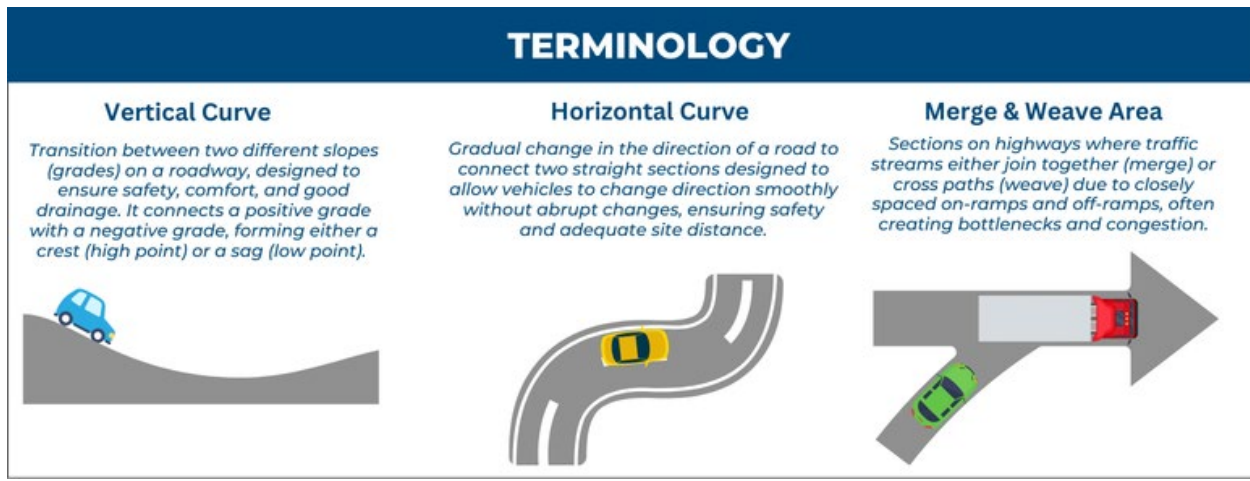 TERMINOLOGY
Vertical Curve
Transition between two different slopes
(grades) on a roadway, designed to
ensure safety, comfort, and good
drainage. It connects a positive grade
with a negative grade, forming either a
crest (high point) or a sag (low point).
Horizontal Curve
Gradual change in the direction of a road to
connect two straight sections designed to
allow vehicles to change direction smoothly
without abrupt changes, ensuring safety
and adequate site distance.
Merge & Weave Area
Sections on highways where traffic
streams either join together (merge) or
cross paths (weave) due to closely
spaced on-ramps and off-ramps, often
creating bottlenecks and congestion.